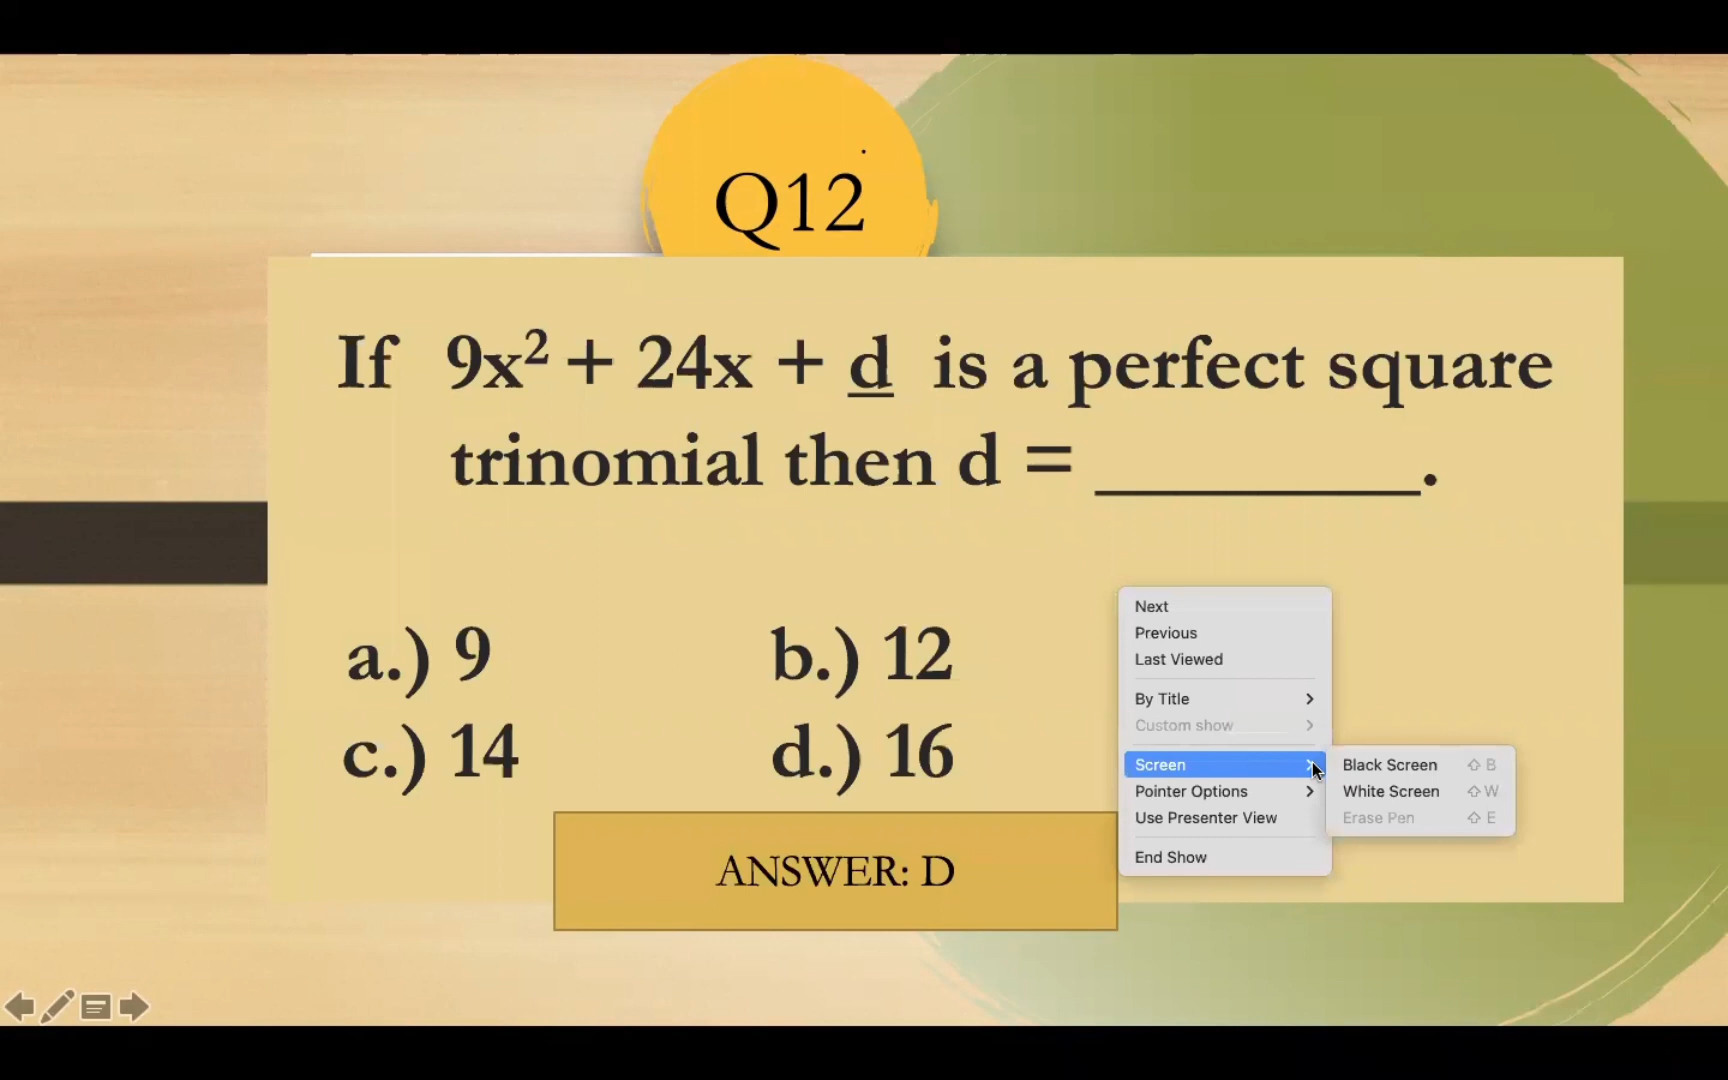 Q12
If 9x² + 24x + d is a perfect square
trinomial then d = __________.
a.) 9 b.) 12
c.) 14 d.) 16
ANSWER: D
Next
Previous
Last Viewed
By Title
Custom show
Screen
Pointer Options
Use Presenter View
End Show
Black Screen ⇧ B
White Screen ⇧ W
Erase Pen ⇧ E